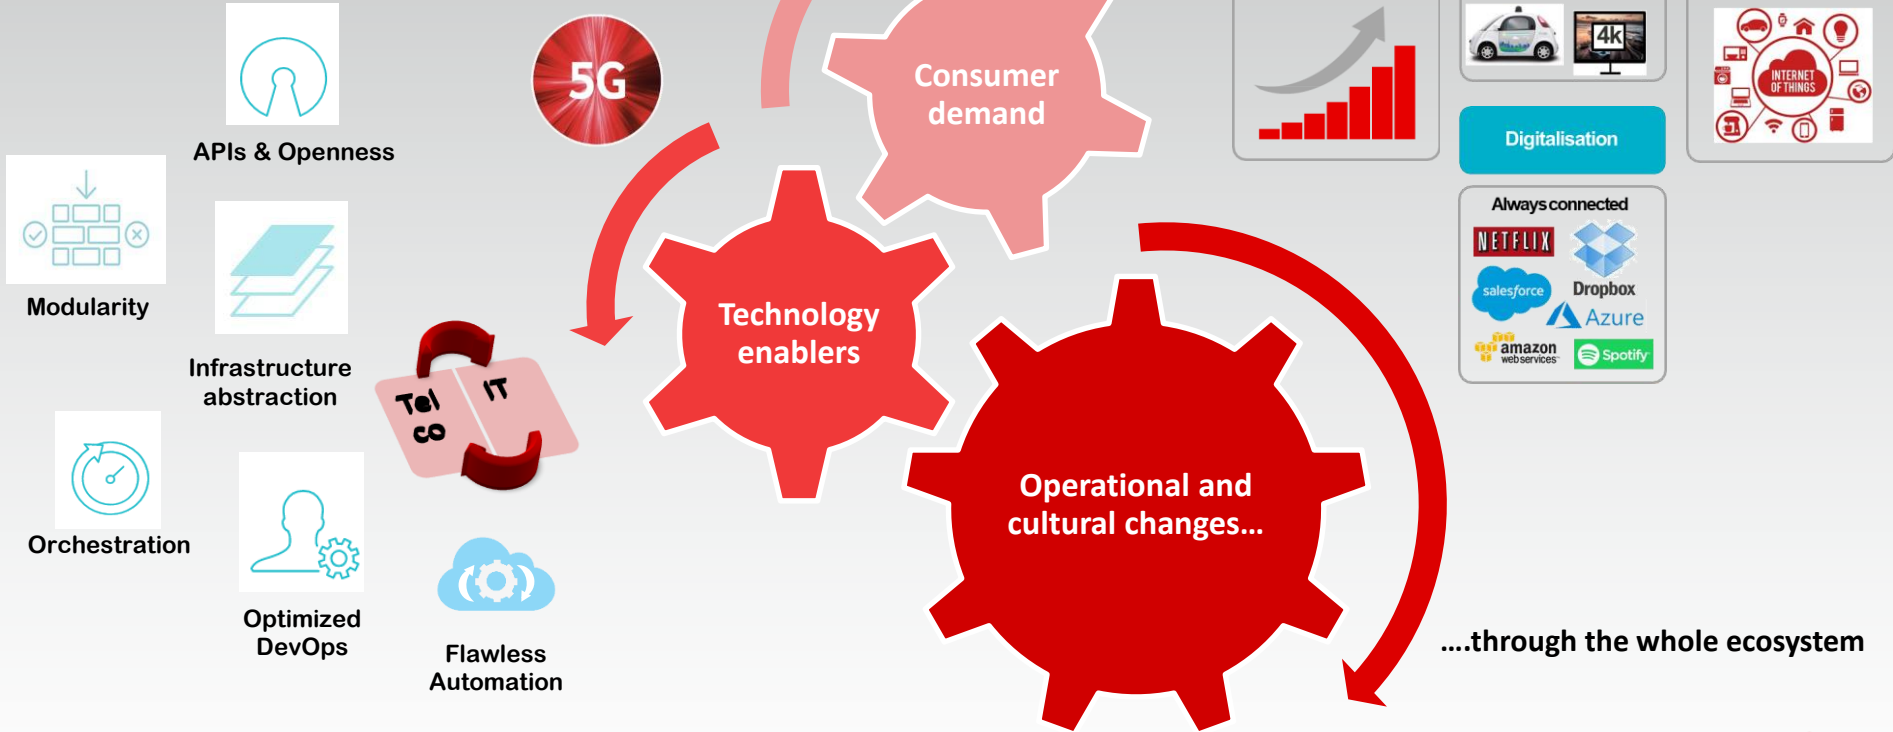 5G
APIs & Openness
Modularity
Infrastructure
abstraction
Tel
co
IT
Orchestration
Optimized
DevOps
Flawless
Automation
Consumer
demand
Technology
enablers
Operational and
cultural changes...
4k
INTERNET
OF THINGS
Digitalisation
Always connected
NETFLIX
salesforce
Dropbox
Azure
amazon
webservices
Spotify
....through the whole ecosystem